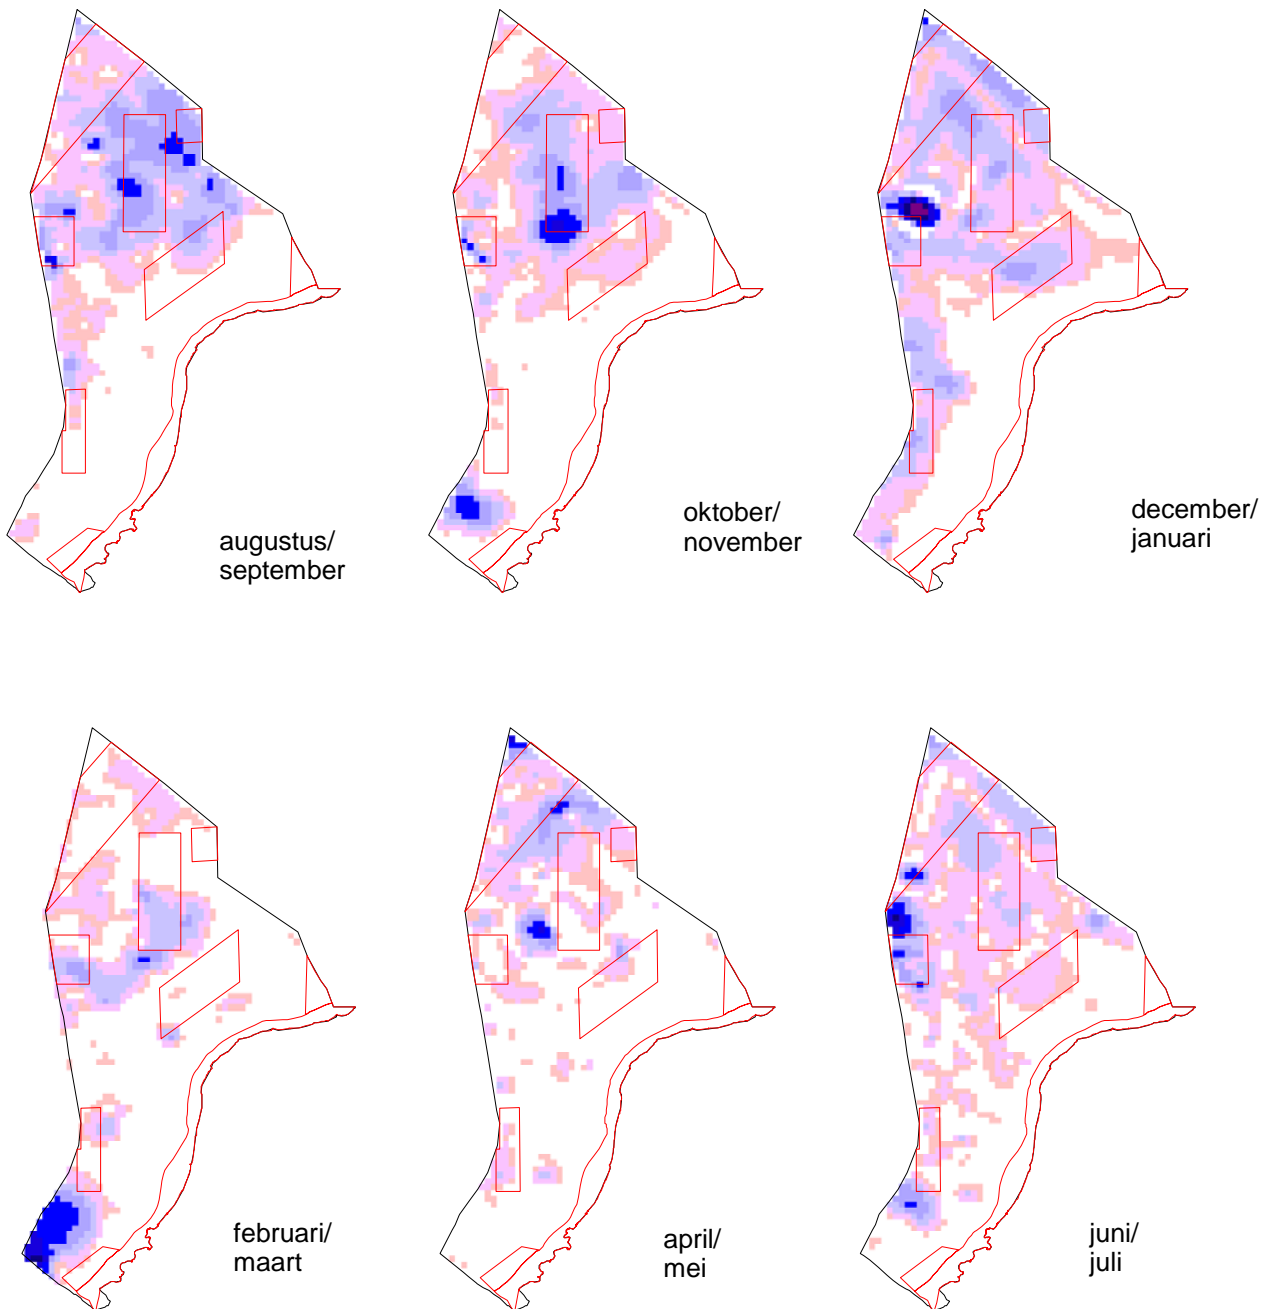 augustus/
september
oktober/
november
december/
januari
februari/
maart
april/
mei
juni/
juli